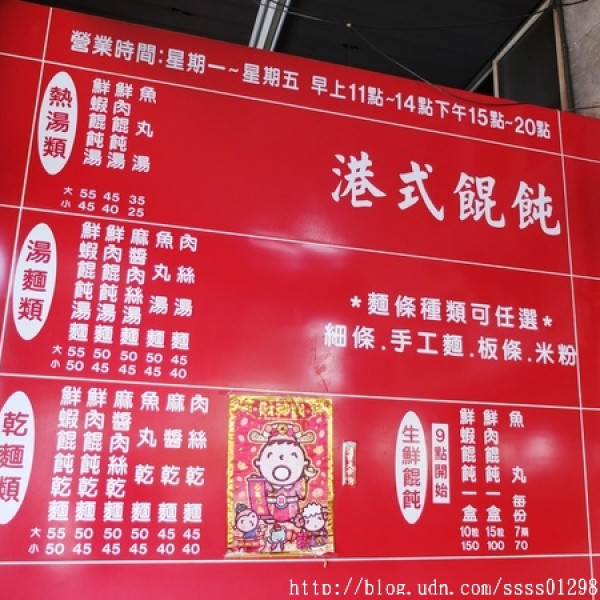 營業時間:星期一~星期五 早上11點~14點下午15點~20點
港式餛飩
熱湯類
鮮蝦餛飩湯
鮮肉餛飩湯
魚丸湯
大 55 45 35
小 45 40 25
湯麵類
鮮蝦餛飩湯麵
鮮肉餛飩湯麵
麻醬肉絲湯麵
魚丸湯麵
肉絲湯麵
大 55 50 50 50 45
小 50 45 45 45 40
*麵條種類可任選*
細條.手工麵.板條.米粉
乾麵類
鮮蝦餛飩乾麵
鮮肉餛飩乾麵
麻醬肉絲乾麵
魚丸乾麵
麻醬乾麵
肉絲乾麵
大 55 50 50 45 45 45
小 50 45 45 45 40 40
生鮮餛飩
9點開始
鮮蝦餛飩一盒
鮮肉餛飩一盒
魚丸每份
10粒 15粒 7兩
150 100 70
http://blog.udn.com/ssss01298